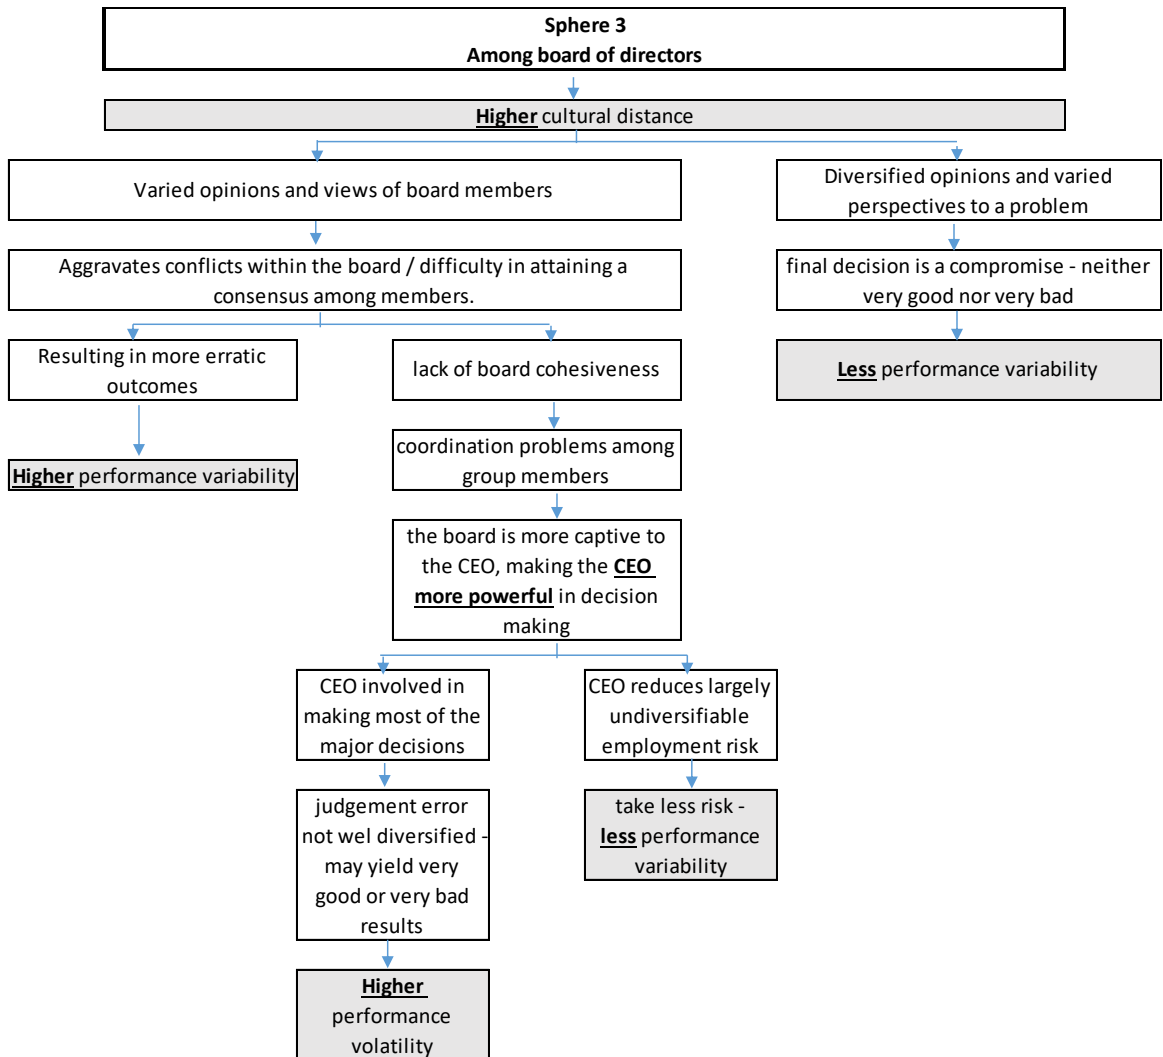 Sphere 3
Among board of directors
Higher cultural distance
Varied opinions and views of board members
Diversified opinions and varied
perspectives to a problem
Aggravates conflicts within the board / difficulty in attaining a
consensus among members.
final decision is a compromise - neither
very good nor very bad
Resulting in more erratic
outcomes
lack of board cohesiveness
Less performance variability
Higher performance variability
coordination problems among
group members
the board is more captive to
the CEO, making the CEO
more powerful in decision
making
CEO involved in
making most of the
major decisions
CEO reduces largely
undiversifiable
employment risk
judgement error
not wel diversified -
may yield very
good or very bad
results
take less risk -
less performance
variability
Higher
performance
volatility